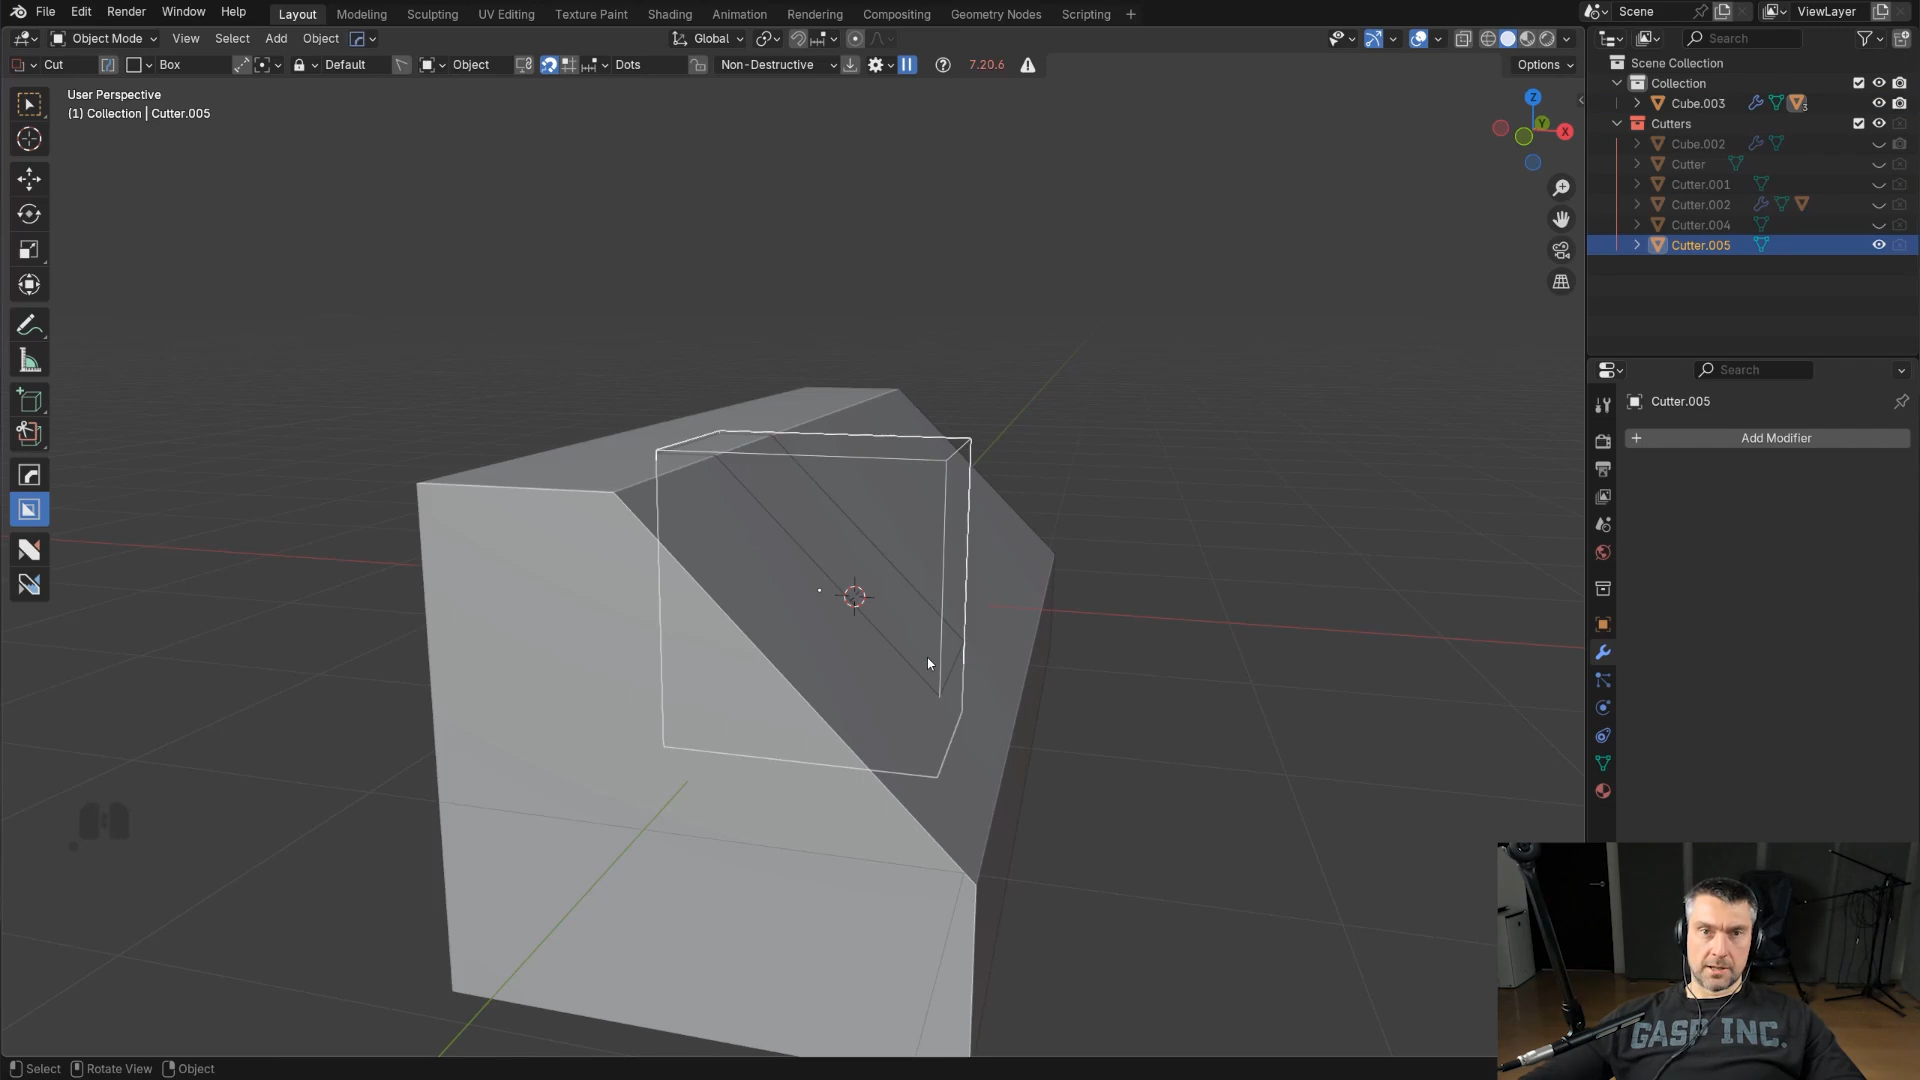 File Edit Render Window Help
Layout Modeling Sculpting UV Editing Texture Paint Shading Animation Rendering Compositing Geometry Nodes Scripting
Scene
ViewLayer
Object Mode View Select Add Object
Global
Search
Cut Box Default Object Dots Non-Destructive 7.20.6
Options
Scene Collection
Collection
Cube.003
3
Cutters
Cube.002
Cutter
Cutter.001
Cutter.002
Cutter.004
Cutter.005
User Perspective
(1) Collection | Cutter.005
Z
Y
X
Search
Cutter.005
Add Modifier
GASP INC.
Select Rotate View Object